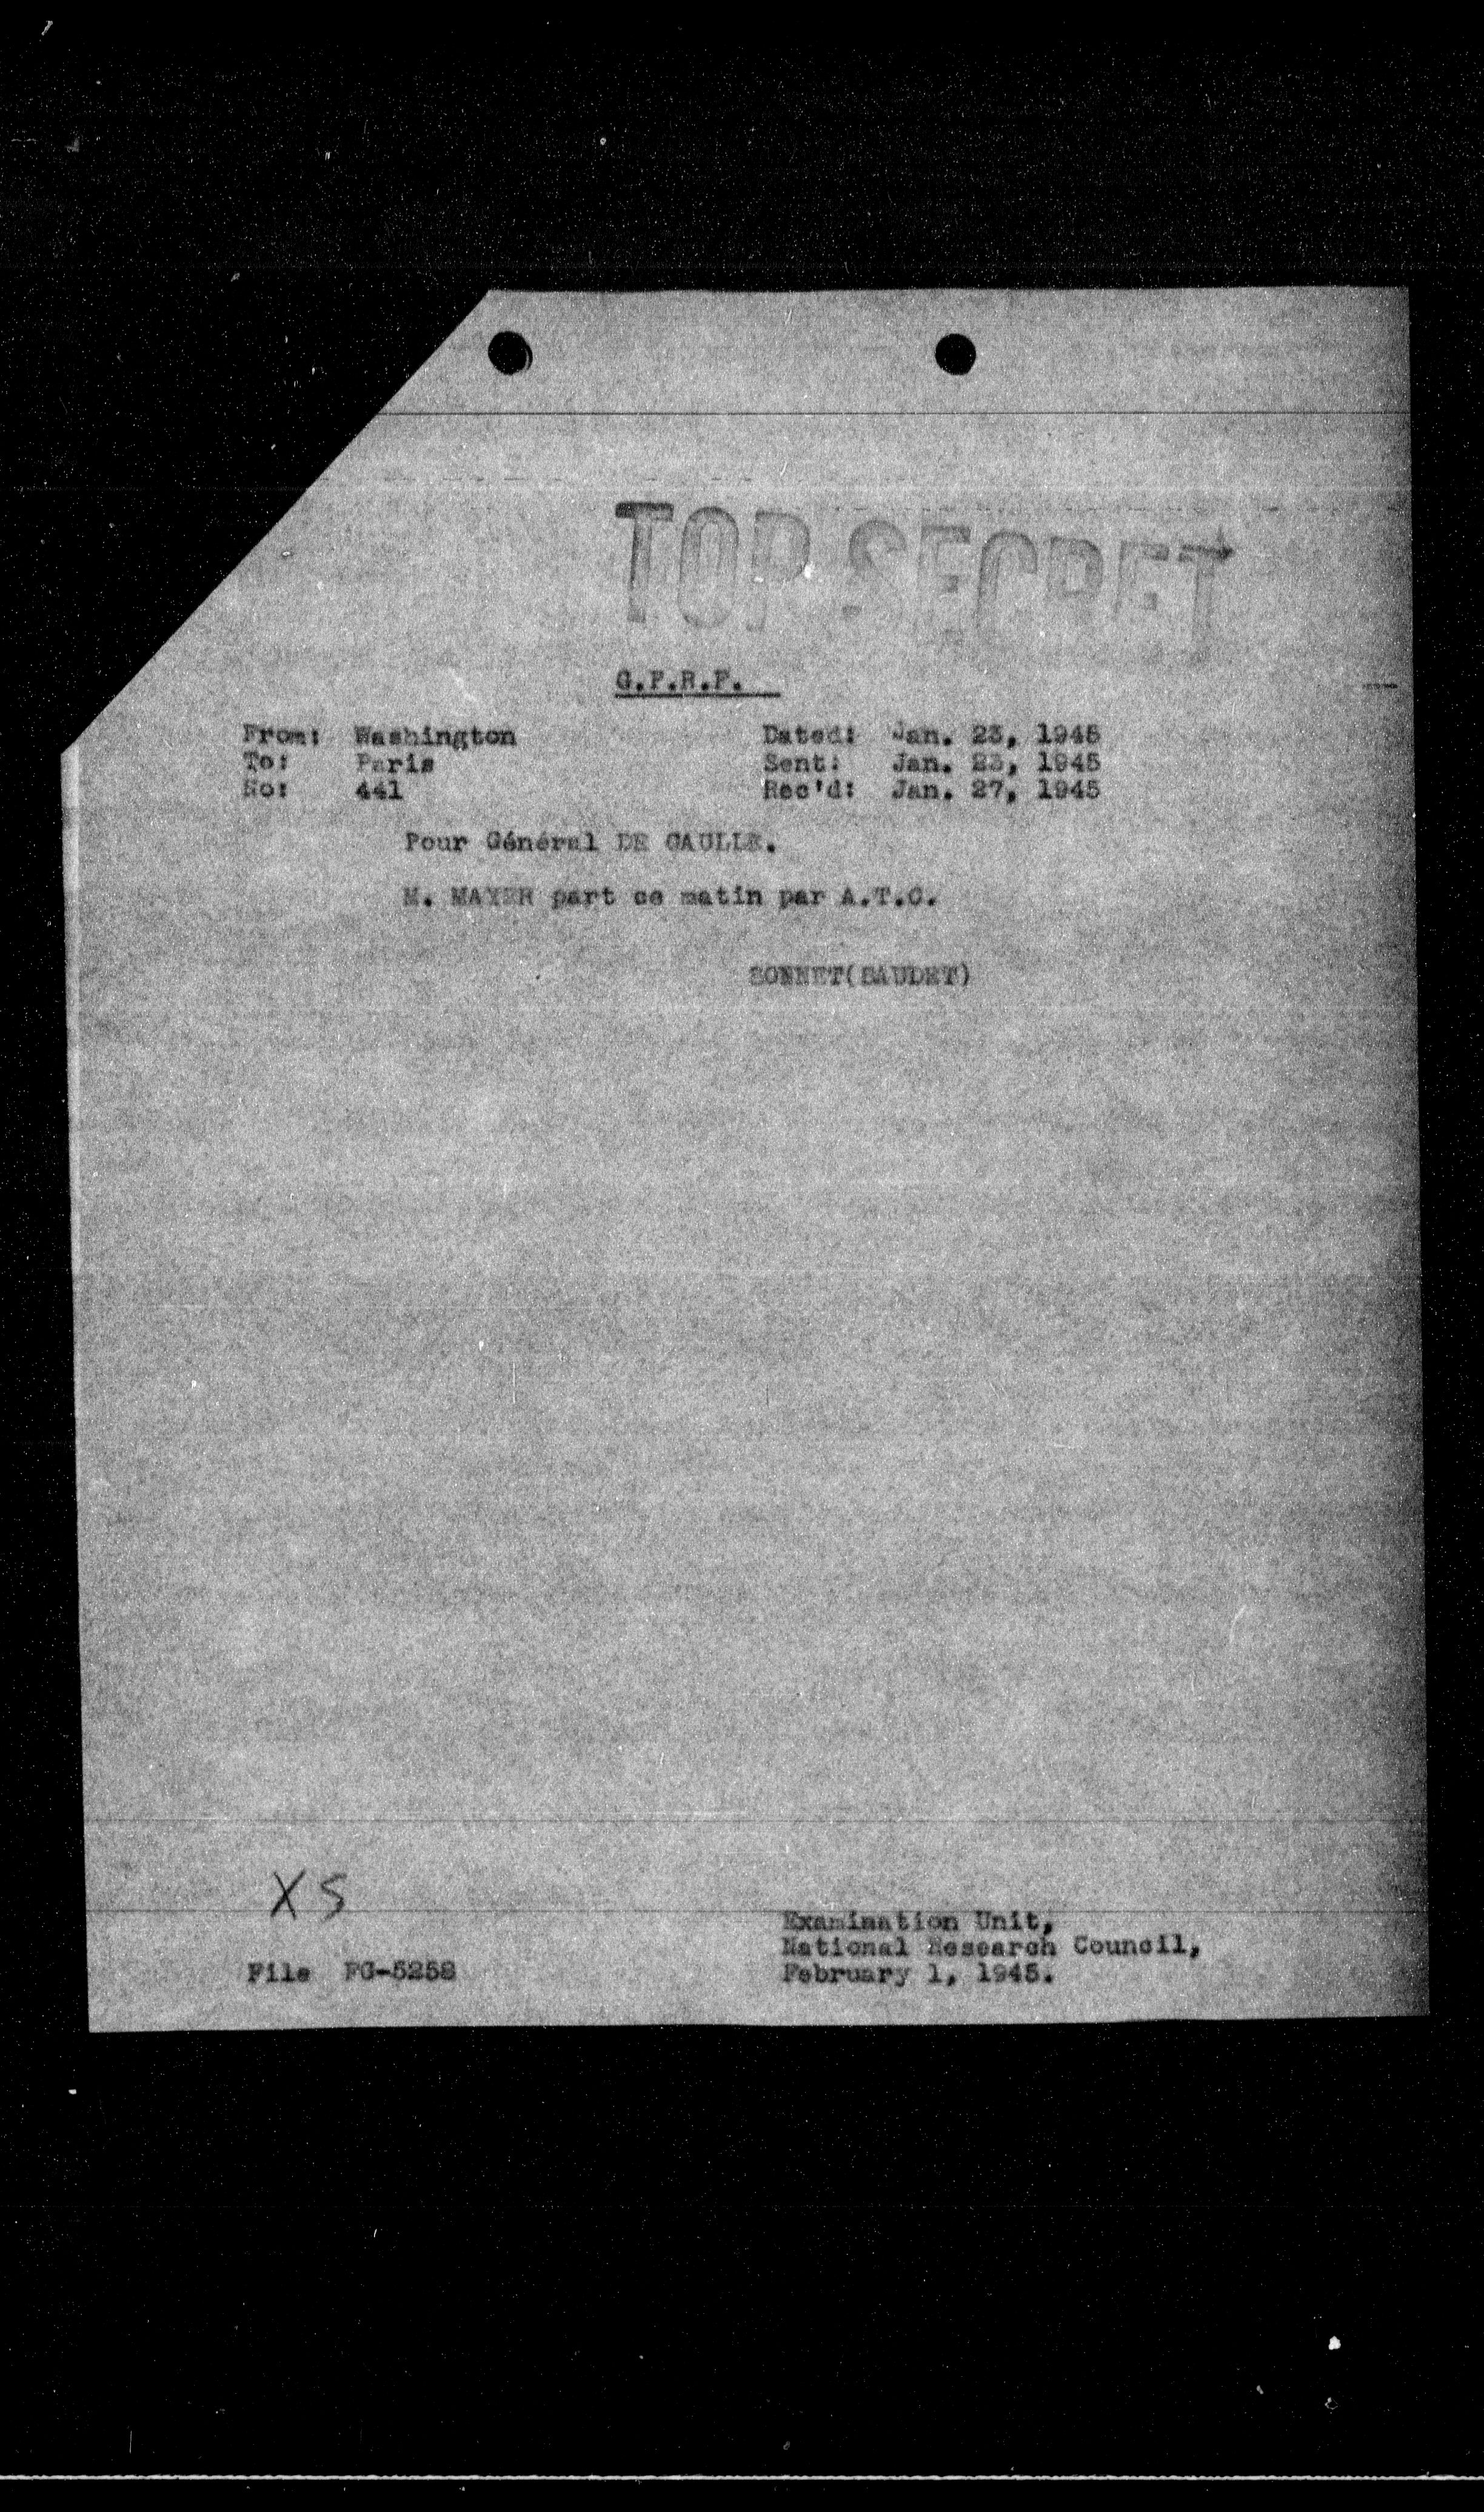 TOP SECRET
G.P.R.F.
From: Washington
Dated: Jan. 23, 1945
To: Paris
Sent: Jan. 23, 1945
No: 441
Rec'd: Jan. 27, 1945
Pour Général DE GAULLE.
M. MAYER part ce matin par A.T.C.
BONNET(BAUDET)
XS
Examination Unit,
National Research Council,
File FG-5258
February 1, 1945.